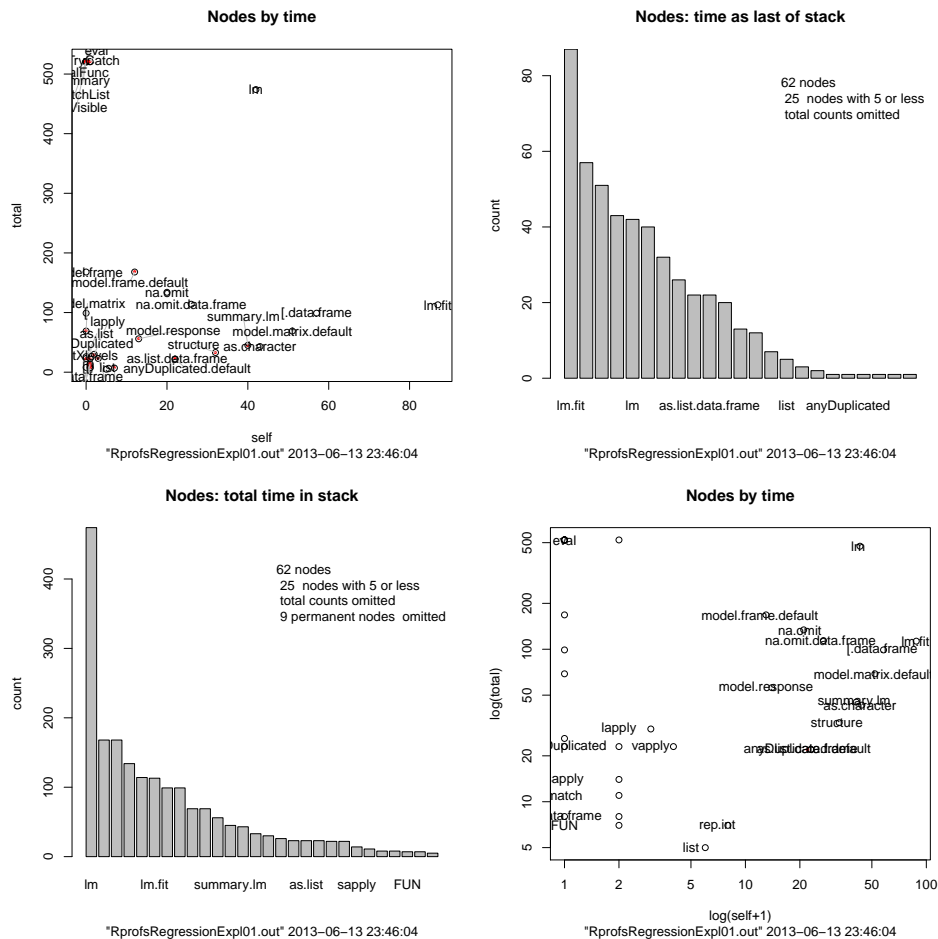 Nodes by time
eval
lm
model.frame.default
na.omit
na.omit.data.frame
lapply
summary.lm
[.data.frame
lm.fit
as.list
model.response
model.matrix.default
structure
as.character
as.list.data.frame
list
anyDuplicated.default
0
100
200
300
400
500
total
0
20
40
60
80
self
"RprofsRegressionExpl01.out" 2013−06−13 23:46:04
Nodes: time as last of stack
62 nodes
25 nodes with 5 or less
total counts omitted
0
20
40
60
80
count
lm.fit
lm
as.list.data.frame
list
anyDuplicated
"RprofsRegressionExpl01.out" 2013−06−13 23:46:04
Nodes: total time in stack
62 nodes
25 nodes with 5 or less
total counts omitted
9 permanent nodes omitted
0
100
200
300
400
count
lm
lm.fit
summary.lm
as.list
sapply
FUN
"RprofsRegressionExpl01.out" 2013−06−13 23:46:04
Nodes by time
eval
lm
model.frame.default
na.omit
na.omit.data.frame
lm.fit
[.data.frame
model.matrix.defaul
model.response
summary.lm
as.character
structure
lapply
Duplicated
vapply
apply
match
ata.frame
FUN
rep.int
list
5
10
20
50
100
200
500
log(total)
1
2
5
10
20
50
100
log(self+1)
"RprofsRegressionExpl01.out" 2013−06−13 23:46:04